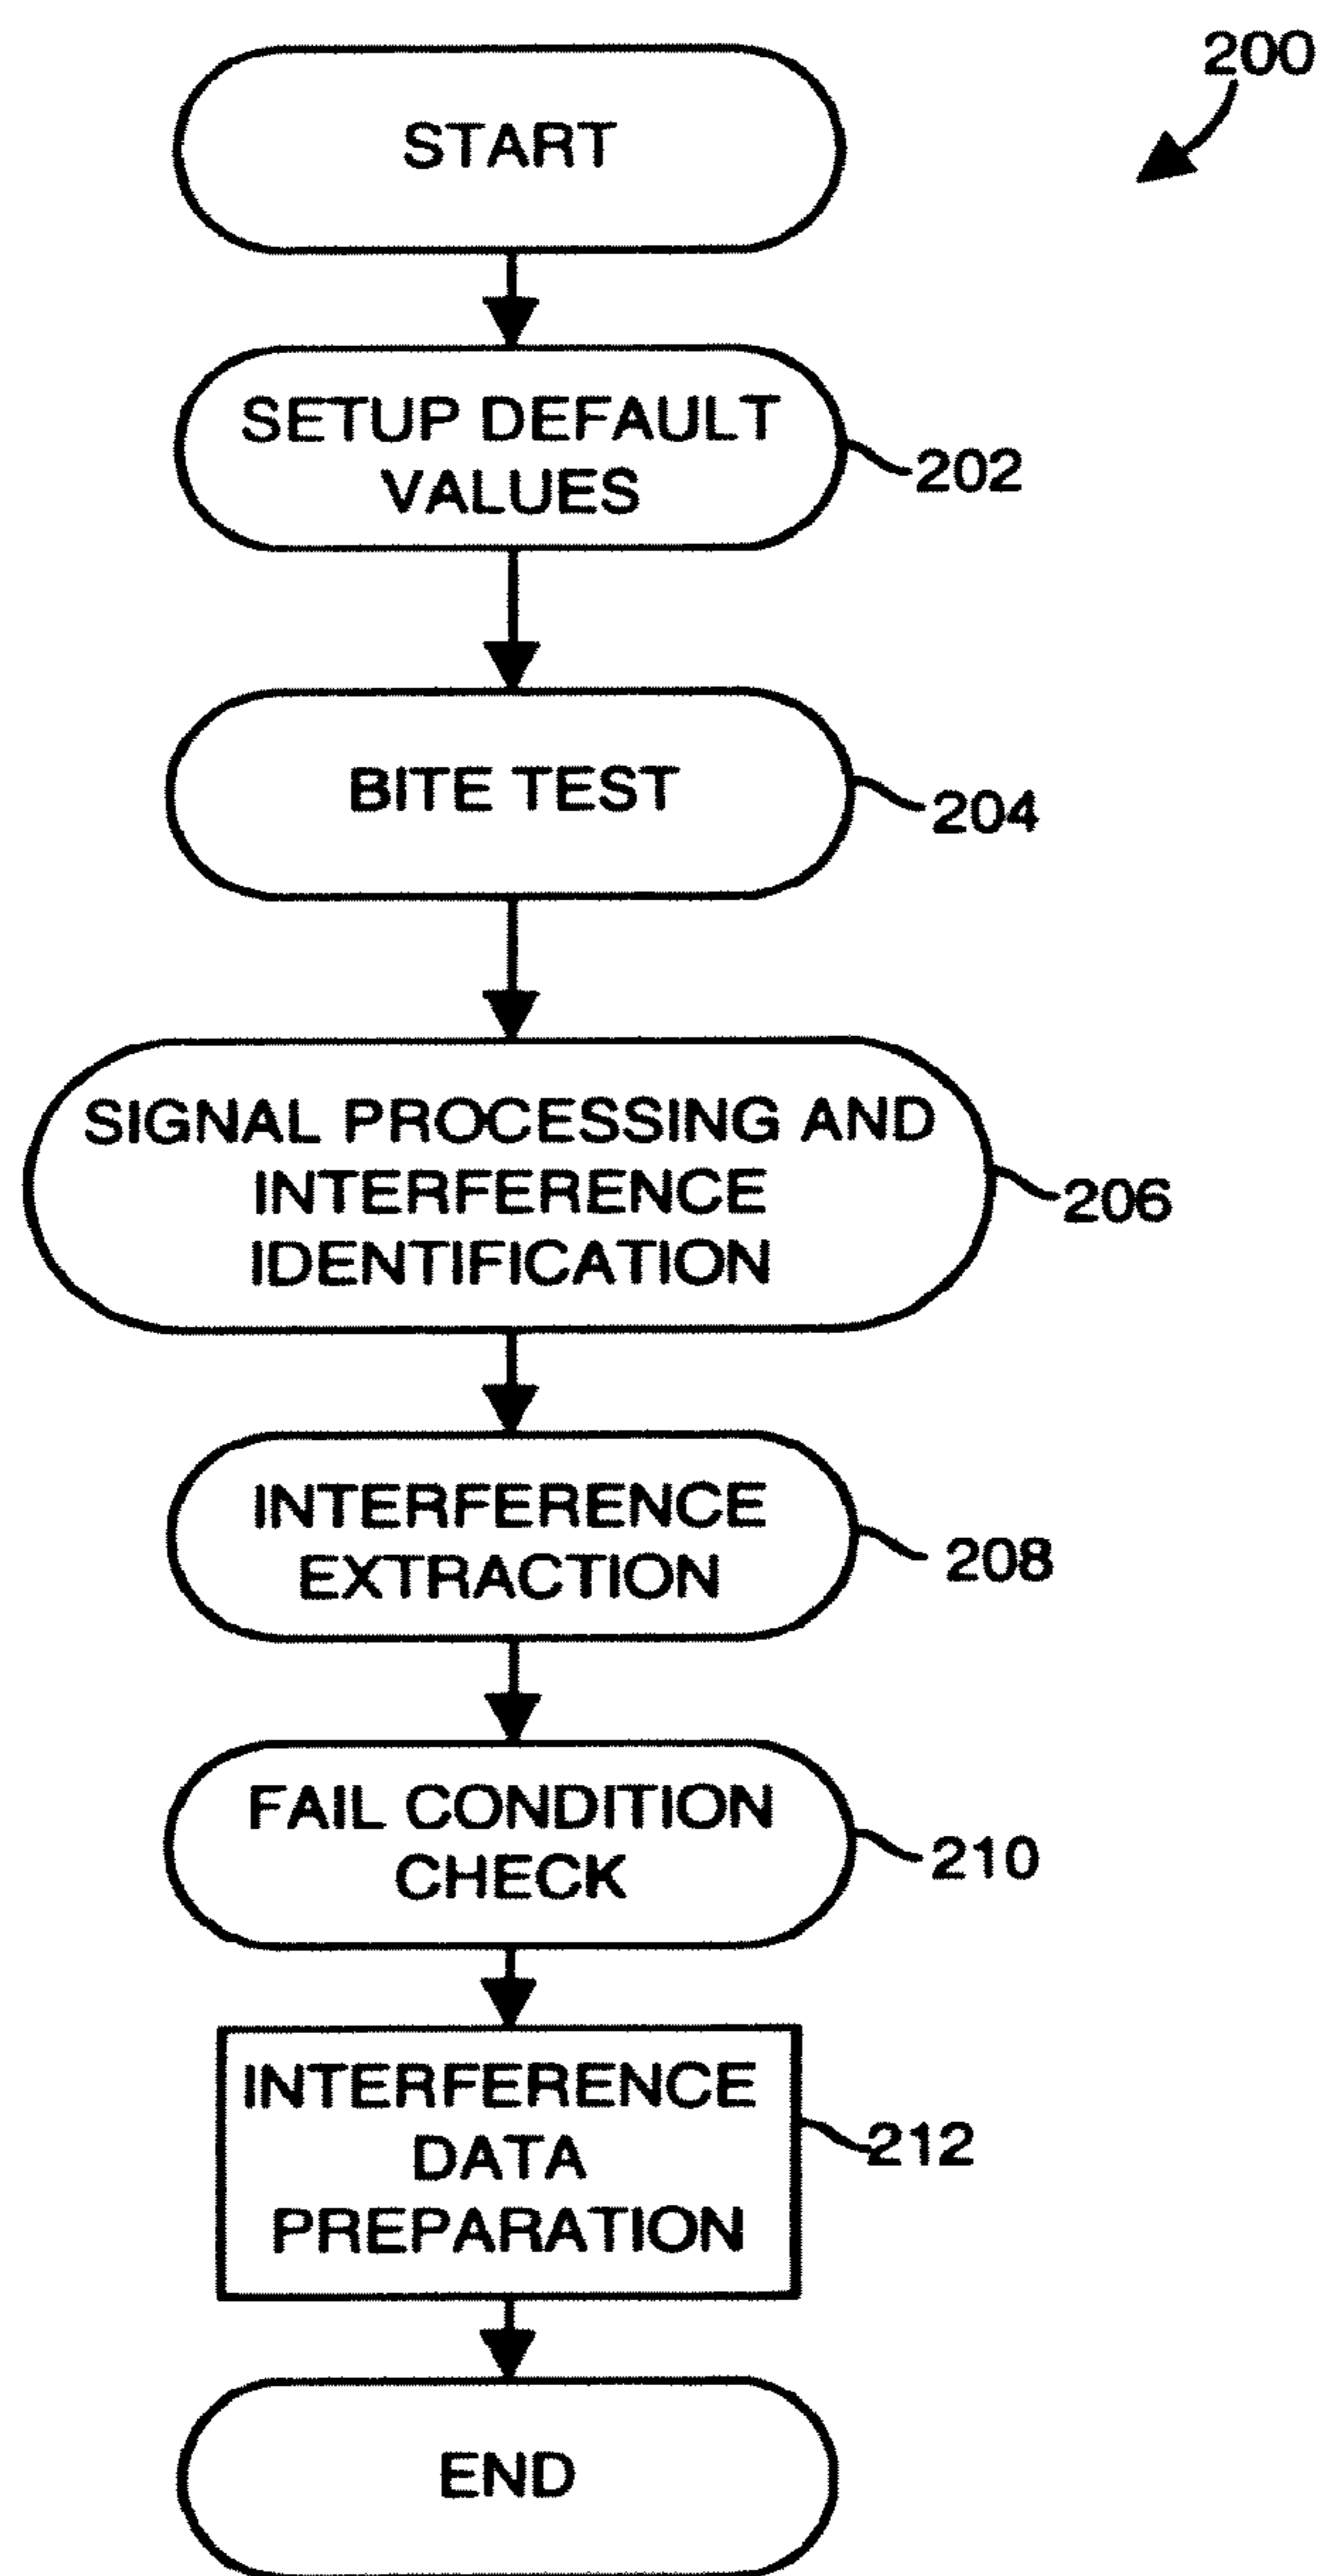 200
START
SETUP DEFAULT
VALUES
202
BITE TEST
204
SIGNAL PROCESSING AND
INTERFERENCE
IDENTIFICATION
206
INTERFERENCE
EXTRACTION
208
FAIL CONDITION
CHECK
210
INTERFERENCE
DATA
PREPARATION
212
END